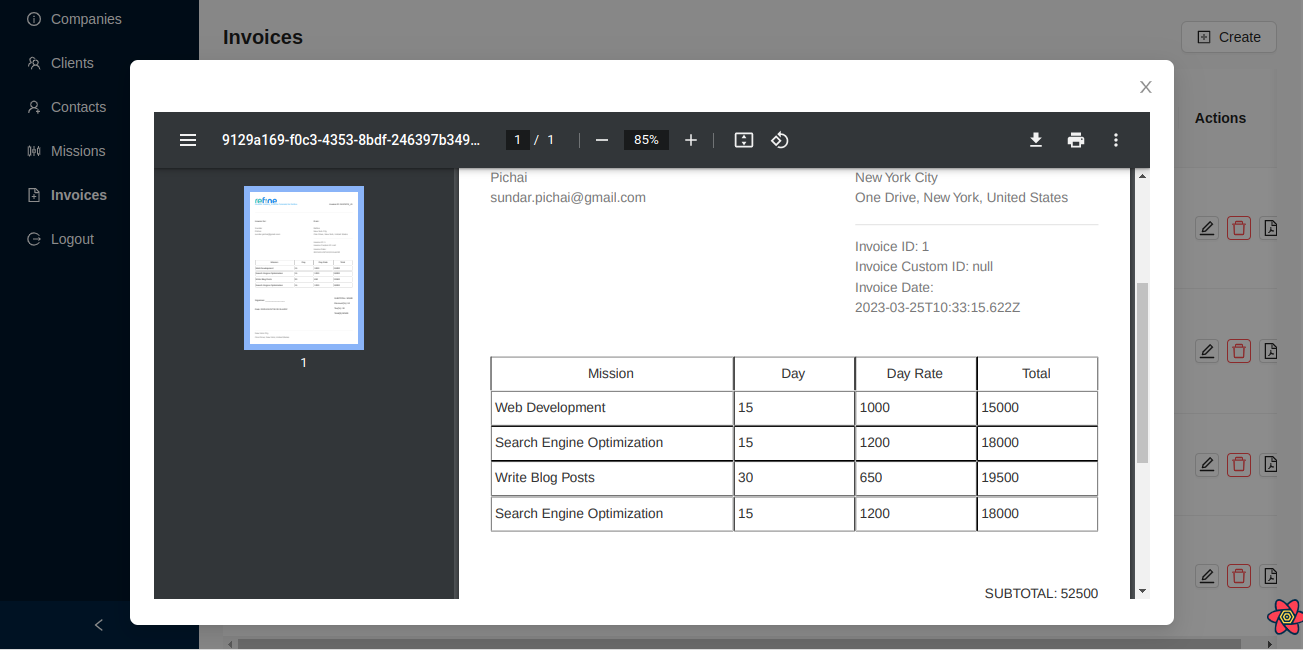 Companies
Clients
Contacts
Missions
Invoices
Logout
Invoices
Create
Actions
X
9129a169-f0c3-4353-8bdf-246397b349...
1 / 1
85%
refine
1
Pichai
sundar.pichai@gmail.com
New York City
One Drive, New York, United States
Invoice ID: 1
Invoice Custom ID: null
Invoice Date:
2023-03-25T10:33:15.622Z
Mission Day Day Rate Total
Web Development 15 1000 15000
Search Engine Optimization 15 1200 18000
Write Blog Posts 30 650 19500
Search Engine Optimization 15 1200 18000
SUBTOTAL: 52500